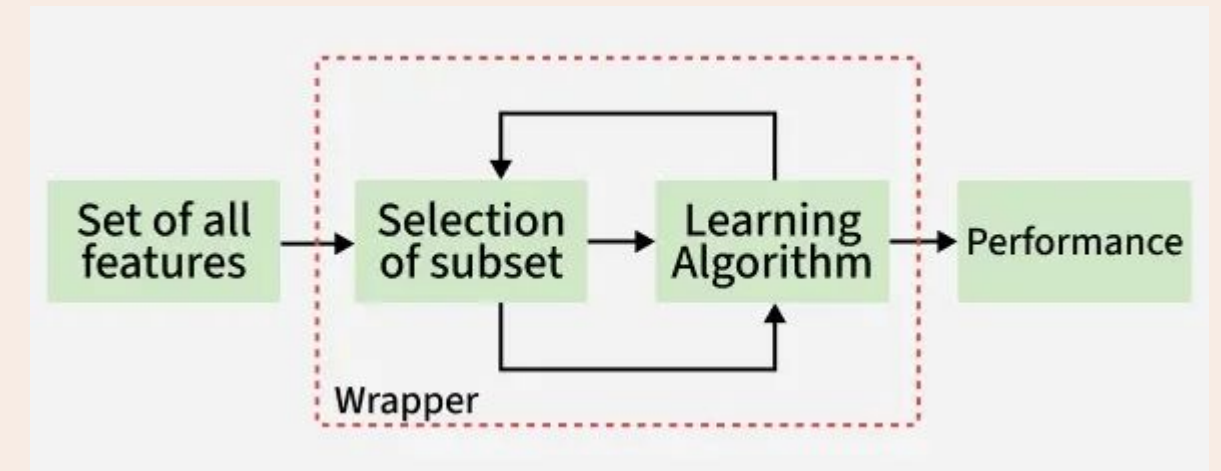 Set of all
features
Selection
of subset
Learning
Algorithm
Performance
Wrapper